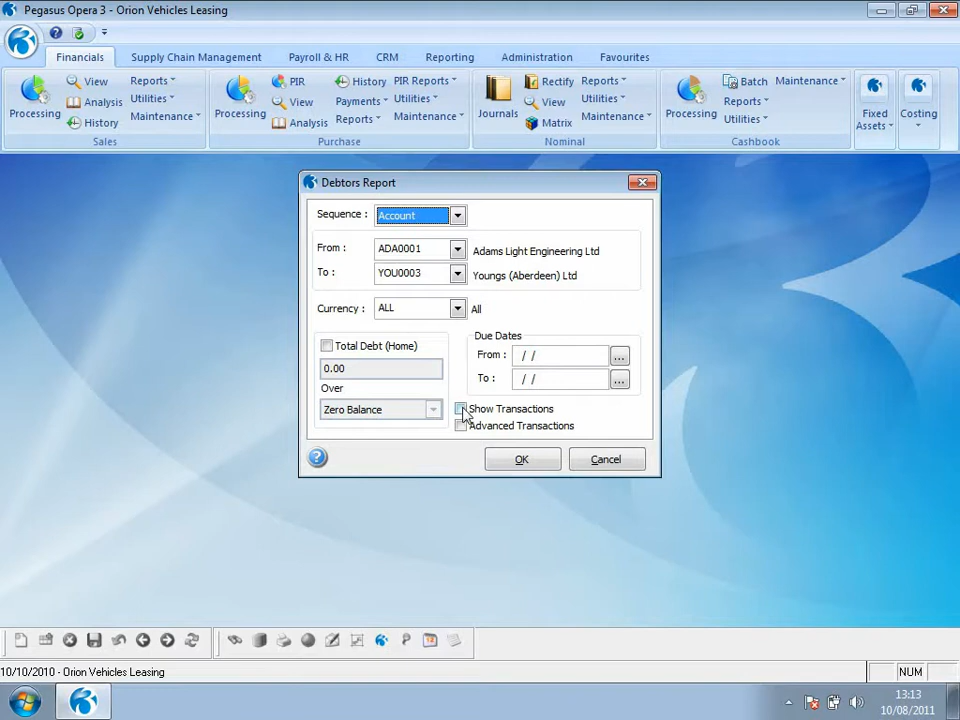 Pegasus Opera 3 - Orion Vehicles Leasing
Financials Supply Chain Management Payroll & HR CRM Reporting Administration Favourites
Processing View Analysis History Reports Utilities Maintenance Sales
Processing PIR View Analysis History Payments Reports PIR Reports Utilities Maintenance Purchase
Journals Rectify View Matrix Reports Utilities Maintenance Nominal
Processing Batch Reports Utilities Maintenance Cashbook
Fixed Assets Costing
Debtors Report
Sequence : Account
From : ADA0001 Adams Light Engineering Ltd
To : YOU0003 Youngs (Aberdeen) Ltd
Currency : ALL All
Total Debt (Home)
0.00
Over
Zero Balance
Due Dates
From : / / ...
To : / / ...
Show Transactions
Advanced Transactions
OK Cancel
10/10/2010 - Orion Vehicles Leasing NUM
13:13
10/08/2011